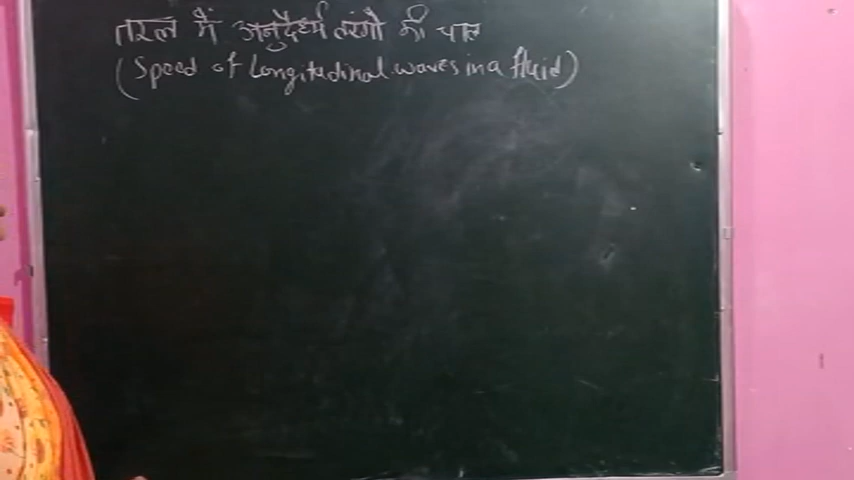 तरल में अनुदैर्ध्य तरंगो की चाल
(Speed of Longitudinal waves in a fluid)